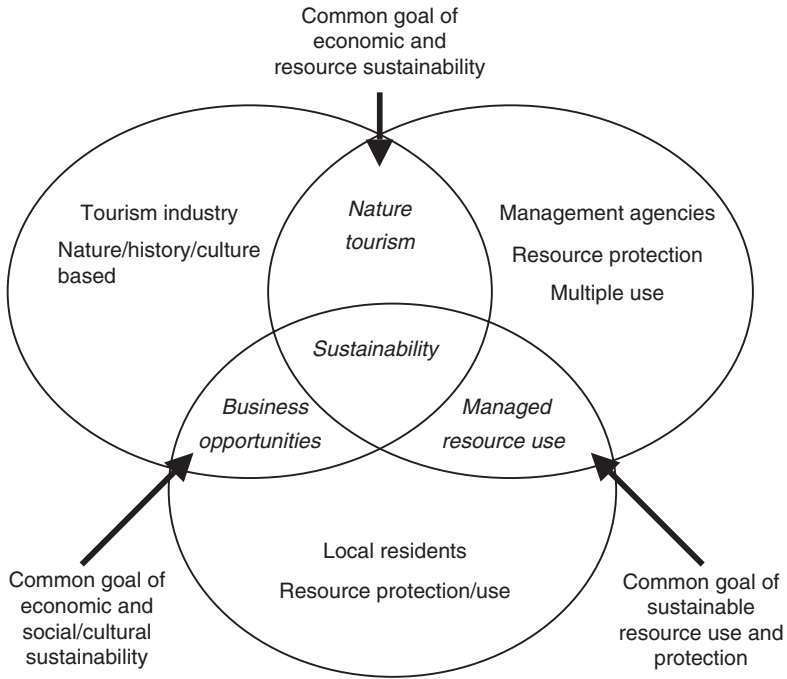 Common goal of
economic and
resource sustainability
Tourism industry
Nature/history/culture
based
Nature
tourism
Management agencies
Resource protection
Multiple use
Sustainability
Business
opportunities
Managed
resource use
Local residents
Resource protection/use
Common goal of
economic and
social/cultural
sustainability
Common goal of
sustainable
resource use and
protection